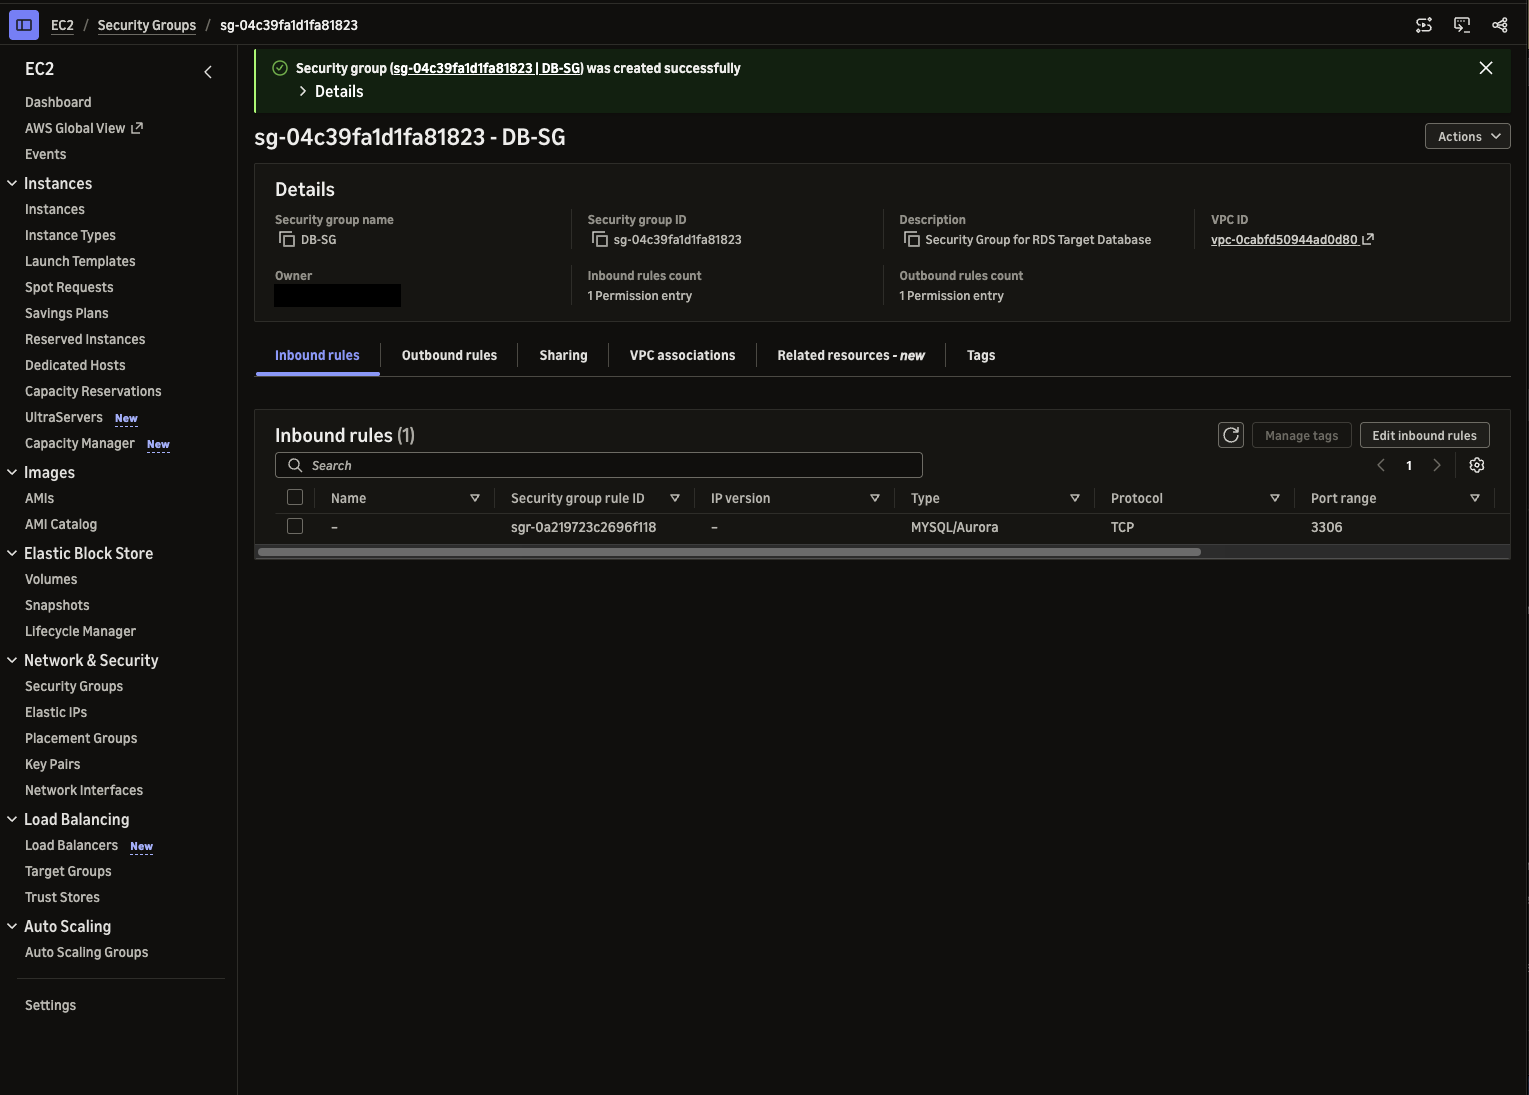 EC2 / Security Groups / sg-04c39fa1d1fa81823
EC2
Dashboard
AWS Global View
Events
Instances
Instances
Instance Types
Launch Templates
Spot Requests
Savings Plans
Reserved Instances
Dedicated Hosts
Capacity Reservations
UltraServers New
Capacity Manager New
Images
AMIs
AMI Catalog
Elastic Block Store
Volumes
Snapshots
Lifecycle Manager
Network & Security
Security Groups
Elastic IPs
Placement Groups
Key Pairs
Network Interfaces
Load Balancing
Load Balancers New
Target Groups
Trust Stores
Auto Scaling
Auto Scaling Groups
Settings
Security group (sg-04c39fa1d1fa81823 | DB-SG) was created successfully
Details
sg-04c39fa1d1fa81823 - DB-SG
Actions
Details
Security group name
DB-SG
Security group ID
sg-04c39fa1d1fa81823
Description
Security Group for RDS Target Database
VPC ID
vpc-0cabfd50944ad0d80
Owner
Inbound rules count
1 Permission entry
Outbound rules count
1 Permission entry
Inbound rules Outbound rules Sharing VPC associations Related resources - new Tags
Inbound rules (1)
Manage tags Edit inbound rules
Search
1
Name Security group rule ID IP version Type Protocol Port range
– sgr-0a219723c2696f118 – MYSQL/Aurora TCP 3306